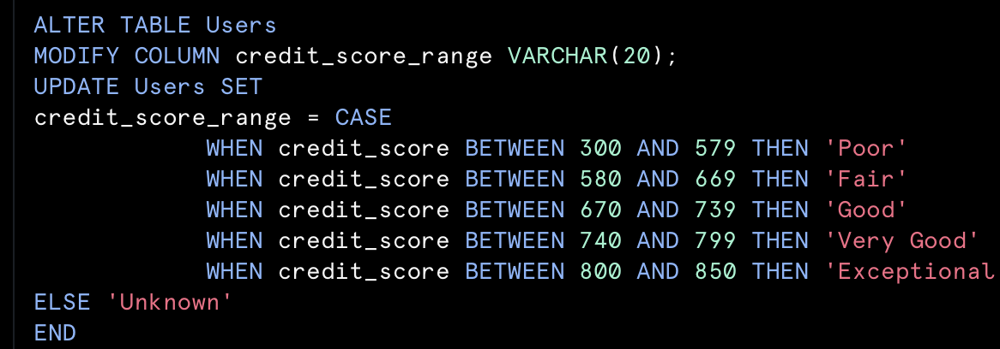 ALTER TABLE Users
MODIFY COLUMN credit_score_range VARCHAR(20);
UPDATE Users SET
credit_score_range = CASE
WHEN credit_score BETWEEN 300 AND 579 THEN 'Poor'
WHEN credit_score BETWEEN 580 AND 669 THEN 'Fair'
WHEN credit_score BETWEEN 670 AND 739 THEN 'Good'
WHEN credit_score BETWEEN 740 AND 799 THEN 'Very Good'
WHEN credit_score BETWEEN 800 AND 850 THEN 'Exceptional
ELSE 'Unknown'
END